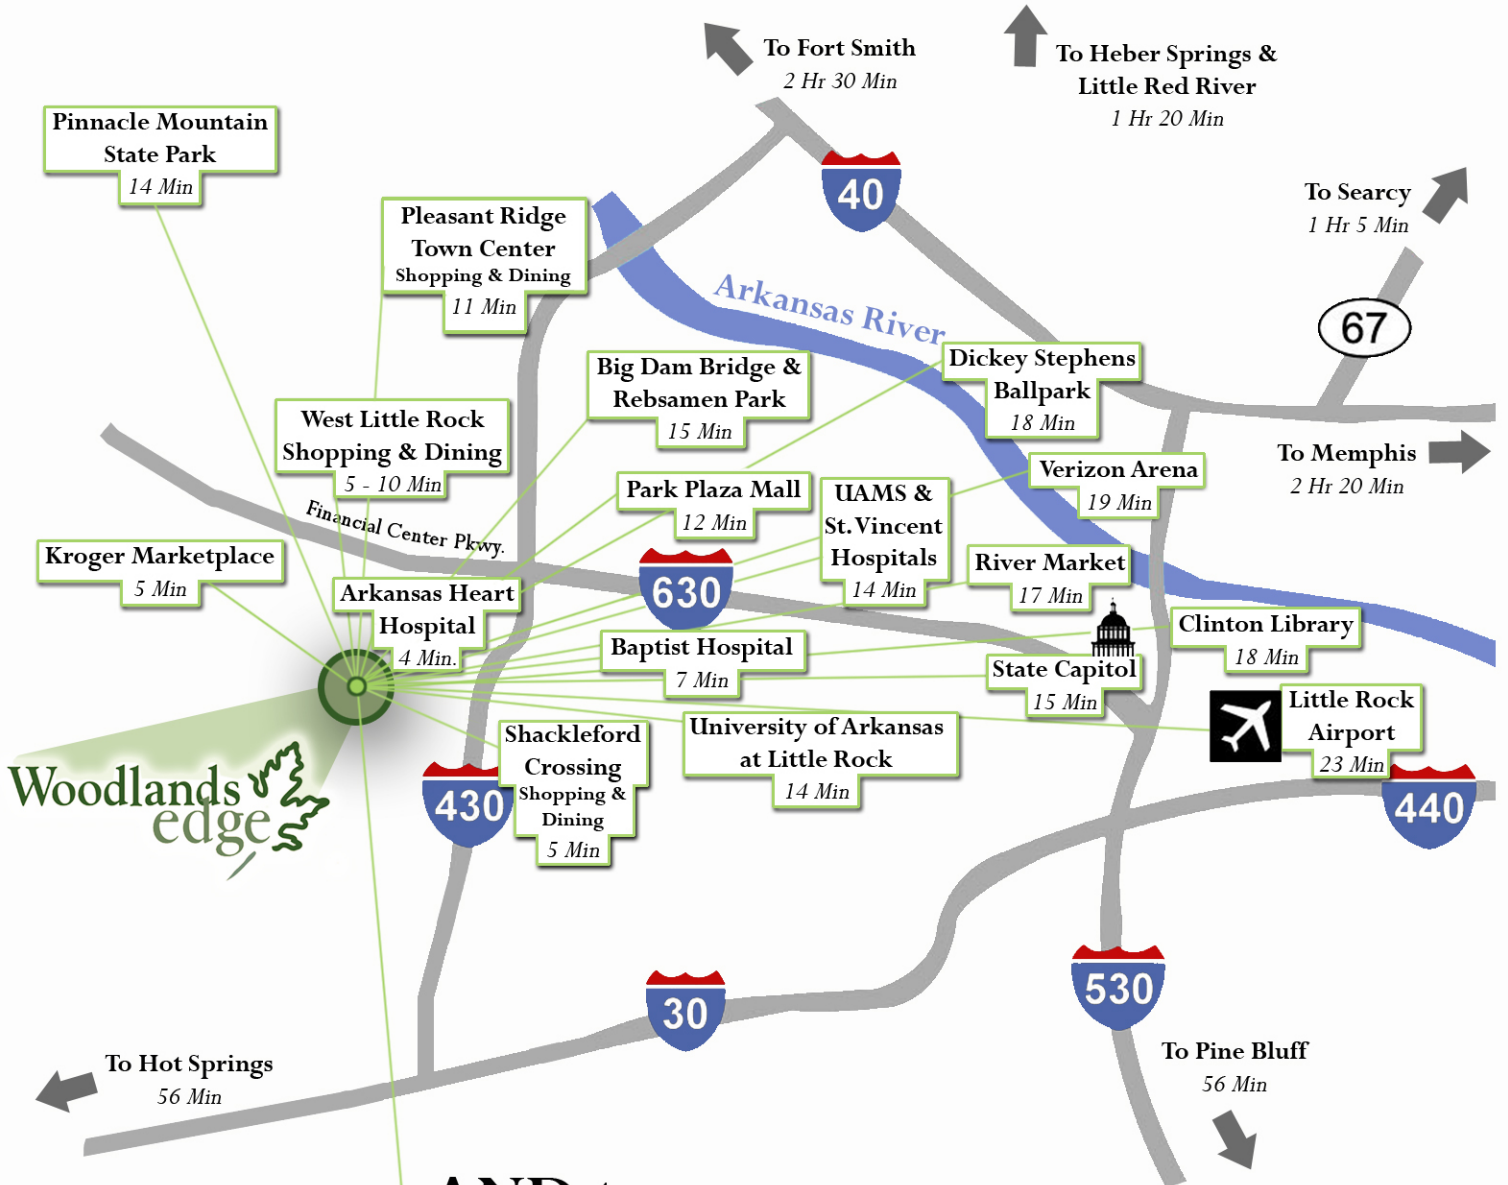 To Fort Smith
2 Hr 30 Min
To Heber Springs &
Little Red River
1 Hr 20 Min
Pinnacle Mountain
State Park
14 Min
40
To Searcy
1 Hr 5 Min
Pleasant Ridge
Town Center
Shopping & Dining
11 Min
Arkansas River
67
Big Dam Bridge &
Rebsamen Park
15 Min
Dickey Stephens
Ballpark
18 Min
West Little Rock
Shopping & Dining
5 - 10 Min
To Memphis
2 Hr 20 Min
Verizon Arena
19 Min
Park Plaza Mall
12 Min
UAMS &
St. Vincent
Hospitals
14 Min
Financial Center Pkwy.
Kroger Marketplace
5 Min
River Market
17 Min
Arkansas Heart
Hospital
4 Min.
630
Clinton Library
18 Min
Baptist Hospital
7 Min
State Capitol
15 Min
Little Rock
Airport
23 Min
University of Arkansas
at Little Rock
14 Min
Shackleford
Crossing
Shopping &
Dining
5 Min
Woodlands
edge
430
440
530
30
To Hot Springs
56 Min
To Pine Bluff
56 Min